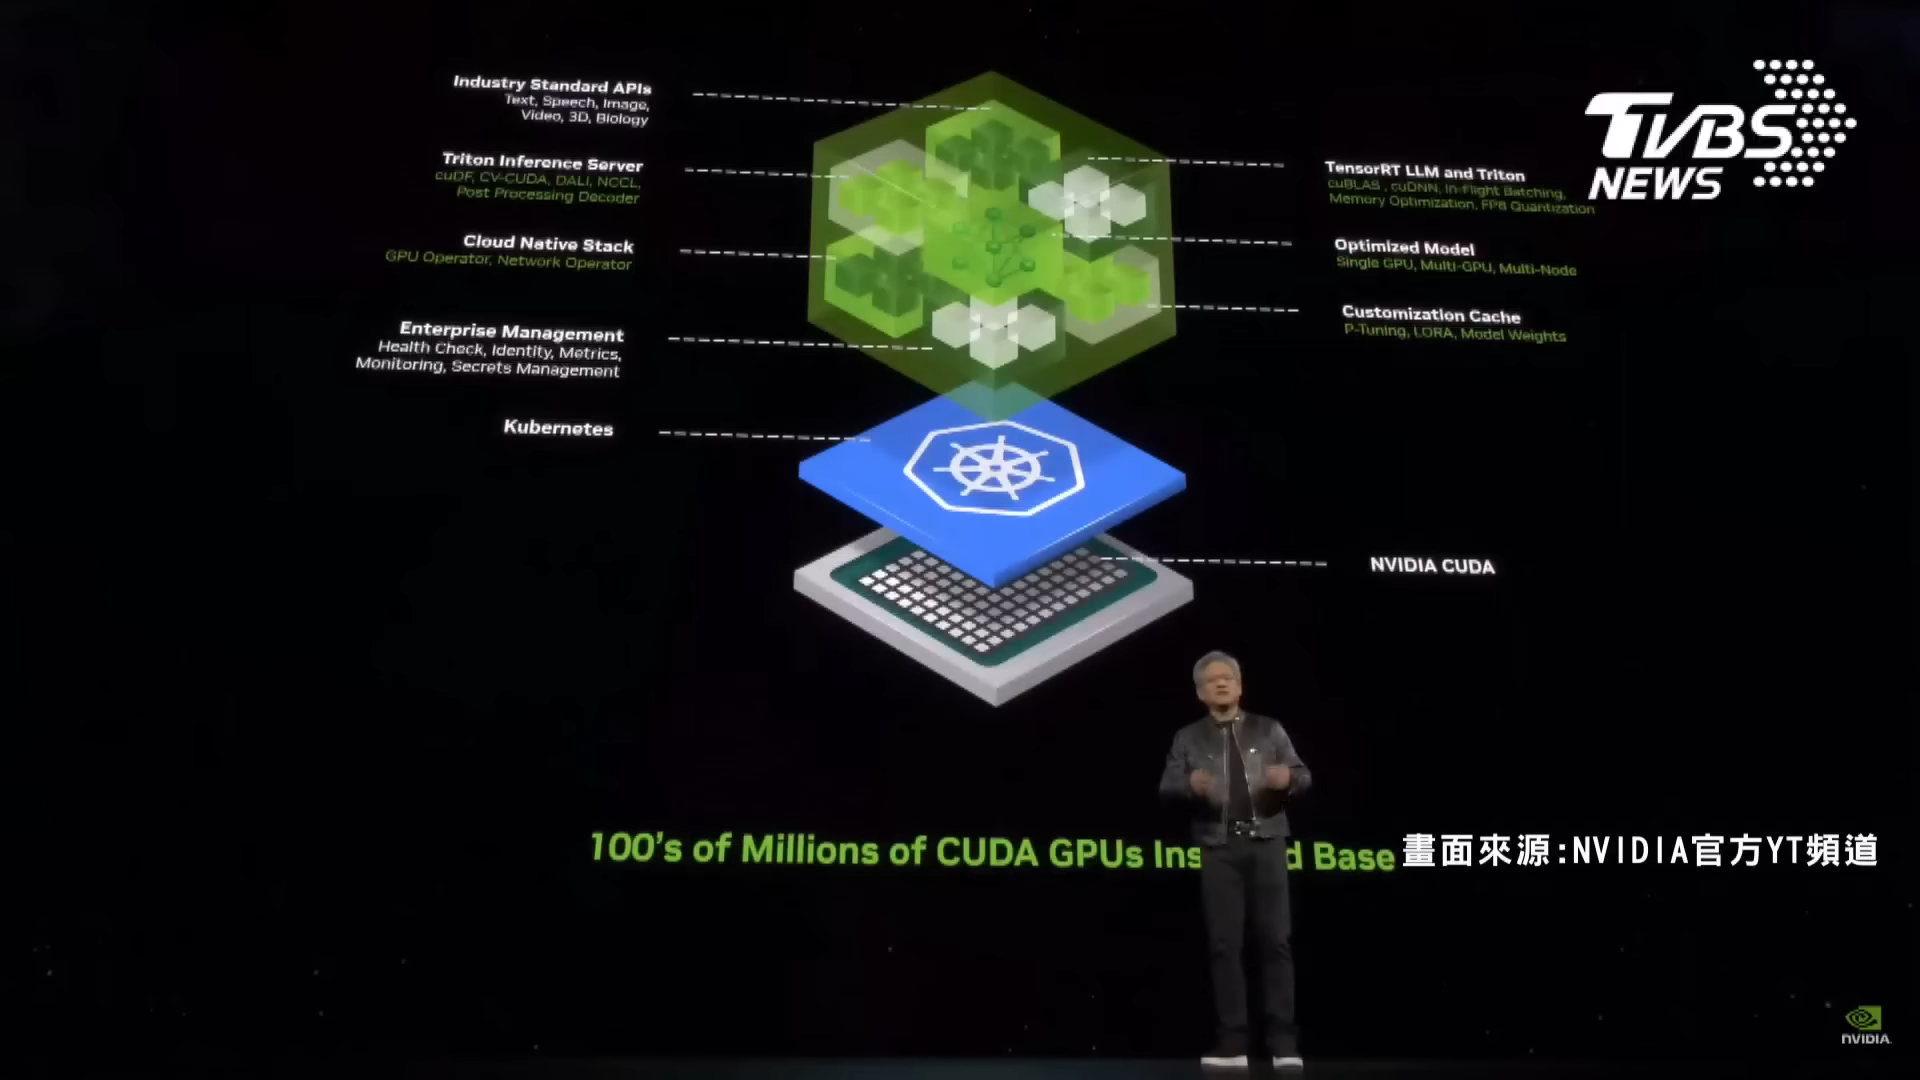 Industry Standard APIs
Text, Speech, Image,
Video, 3D, Biology
Triton Inference Server
cuDF, CV-CUDA, DALI, NCCL,
Post Processing Decoder
Cloud Native Stack
GPU Operator, Network Operator
Enterprise Management
Health Check, Identity, Metrics,
Monitoring, Secrets Management
Kubernetes
TVBS
NEWS
TensorRT LLM and Triton
cuBLAS, cuDNN, In-Flight Batching,
Memory Optimization, FP8 Quantization
Optimized Model
Single GPU, Multi-GPU, Multi-Node
Customization Cache
P-Tuning, LORA, Model Weights
NVIDIA CUDA
100's of Millions of CUDA GPUs Ins d Base
畫面來源:NVIDIA官方YT頻道
NVIDIA